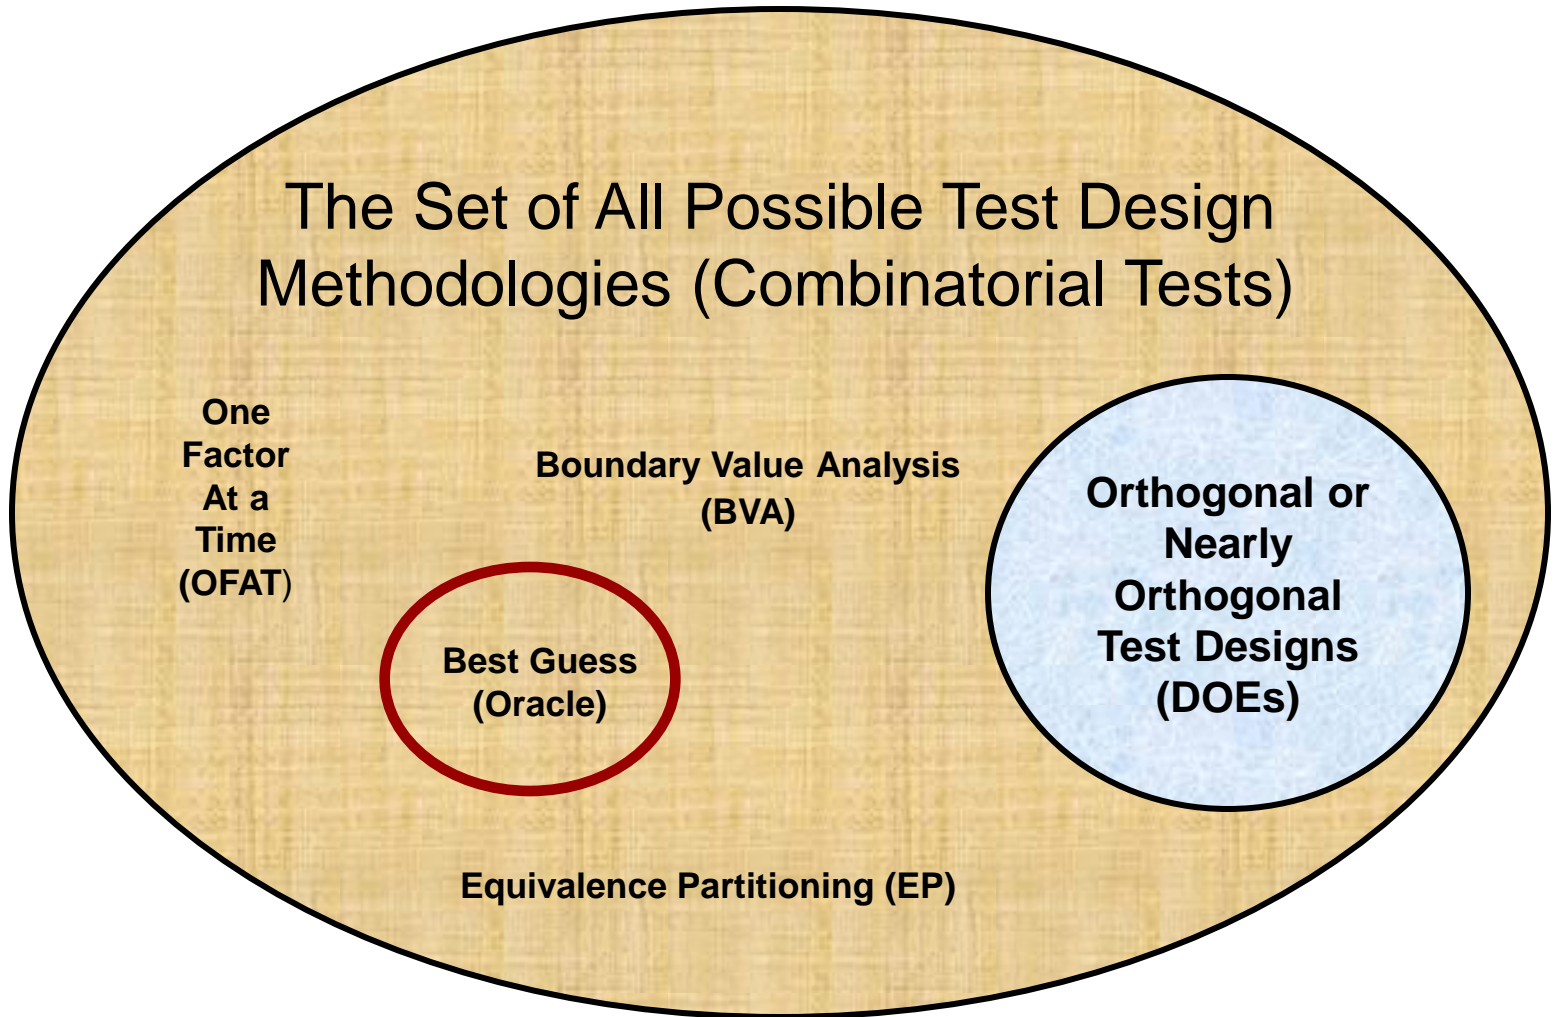 The Set of All Possible Test Design
Methodologies (Combinatorial Tests)
One
Factor
At a
Time
(OFAT)
Boundary Value Analysis
(BVA)
Orthogonal or
Nearly
Orthogonal
Test Designs
(DOEs)
Best Guess
(Oracle)
Equivalence Partitioning (EP)